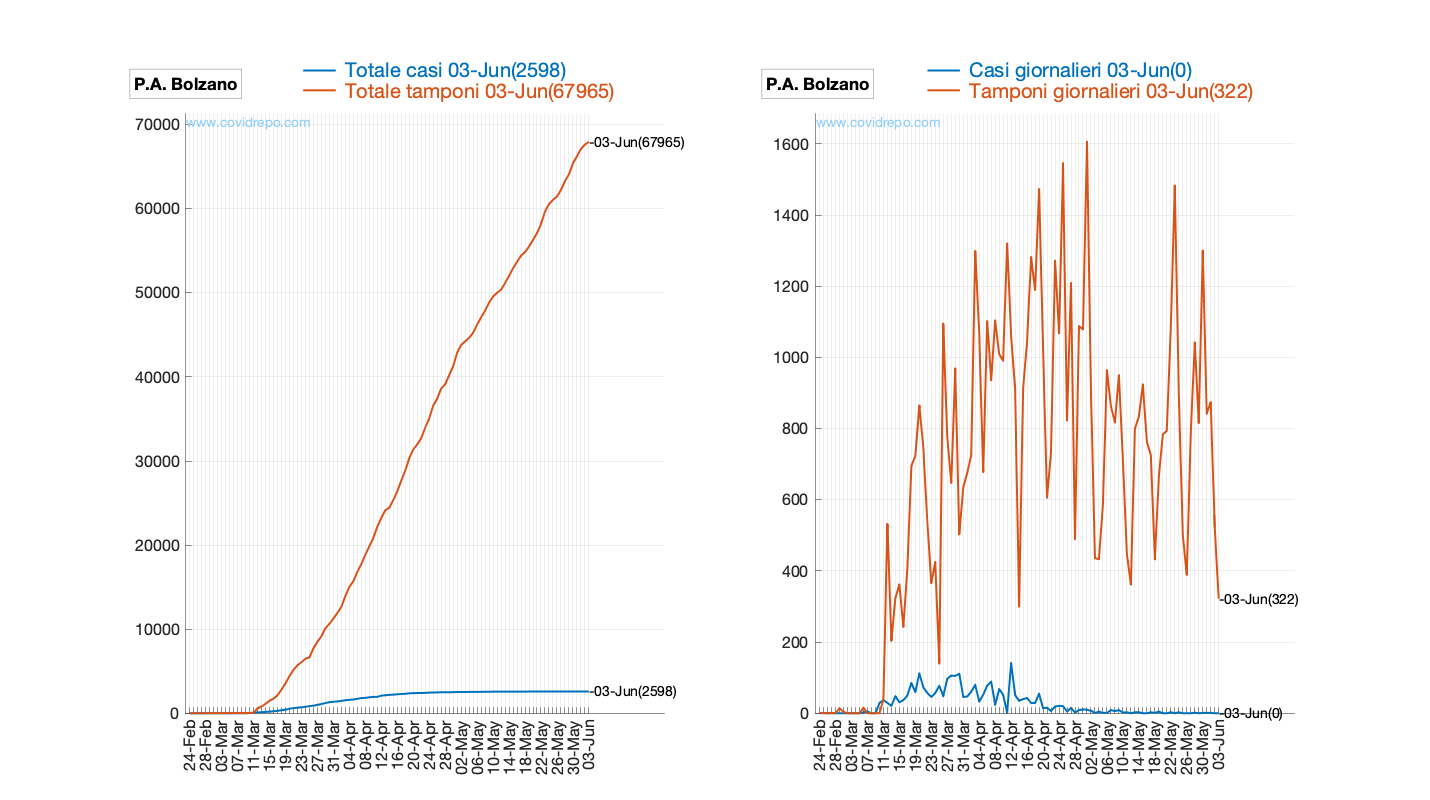 P.A. Bolzano
Totale casi 03-Jun(2598)
Totale tamponi 03-Jun(67965)
www.covidrepo.com
70000
60000
50000
40000
30000
20000
10000
0
03-Jun(67965)
03-Jun(2598)
24-Feb
28-Feb
03-Mar
07-Mar
11-Mar
15-Mar
19-Mar
23-Mar
27-Mar
31-Mar
04-Apr
08-Apr
12-Apr
16-Apr
20-Apr
24-Apr
28-Apr
02-May
06-May
10-May
14-May
18-May
22-May
26-May
30-May
03-Jun
P.A. Bolzano
Casi giornalieri 03-Jun(0)
Tamponi giornalieri 03-Jun(322)
www.covidrepo.com
1600
1400
1200
1000
800
600
400
200
0
03-Jun(322)
03-Jun(0)
24-Feb
28-Feb
03-Mar
07-Mar
11-Mar
15-Mar
19-Mar
23-Mar
27-Mar
31-Mar
04-Apr
08-Apr
12-Apr
16-Apr
20-Apr
24-Apr
28-Apr
02-May
06-May
10-May
14-May
18-May
22-May
26-May
30-May
03-Jun